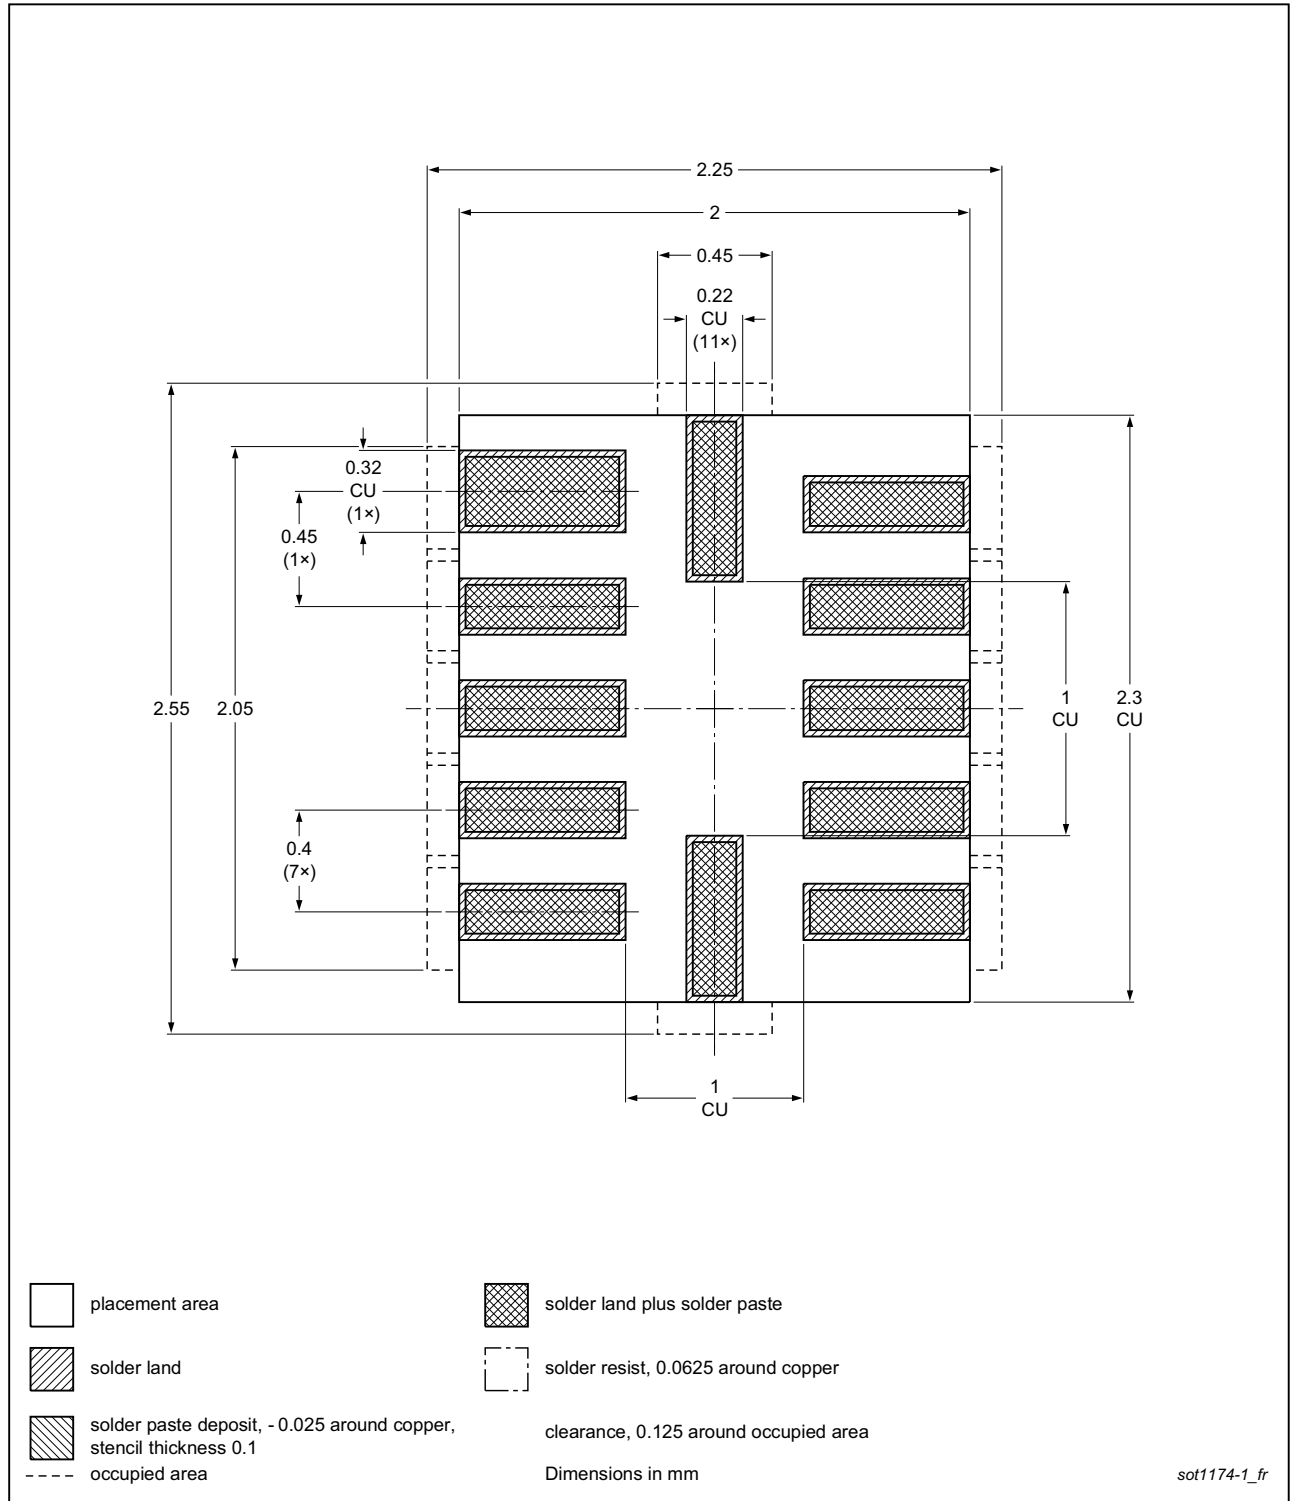 2.25
2
0.45
0.22
CU
(11×)
0.32
CU
(1×)
0.45
(1×)
2.55
2.05
1
CU
2.3
CU
0.4
(7×)
1
CU
placement area
solder land plus solder paste
solder land
solder resist, 0.0625 around copper
solder paste deposit, - 0.025 around copper,
stencil thickness 0.1
clearance, 0.125 around occupied area
occupied area
Dimensions in mm
sot1174-1_fr